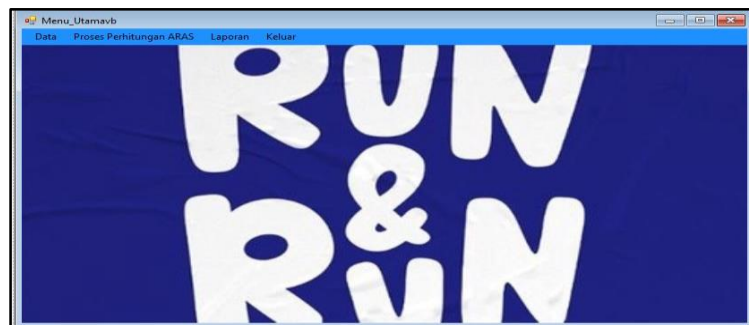 Menu_Utamavb
Data Proses Perhitungan ARAS Laporan Keluar
RUN
&
RUN